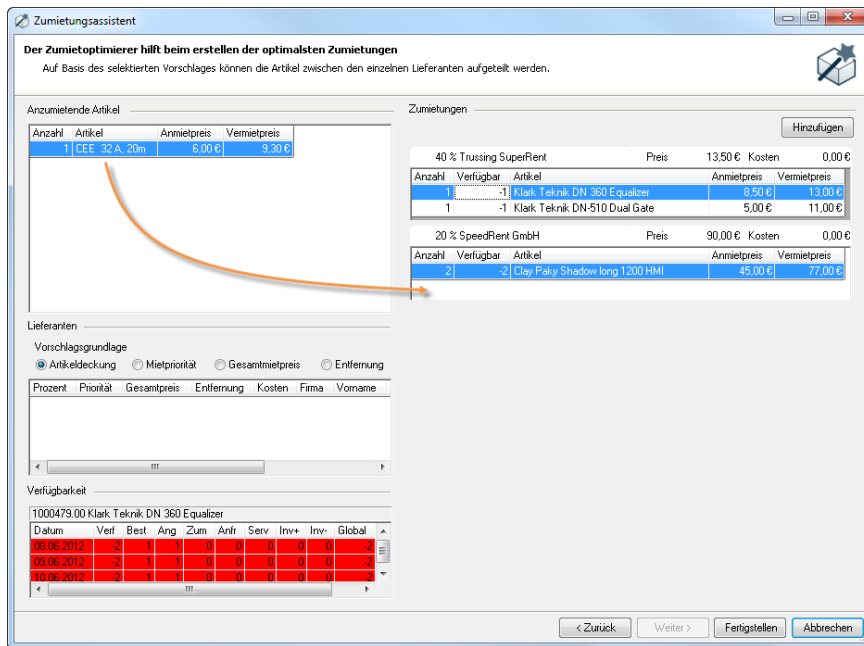 Zumietungsassistent
Der Zumietoptimierer hilft beim erstellen der optimalsten Zumietungen
Auf Basis des selektierten Vorschlages können die Artikel zwischen den einzelnen Lieferanten aufgeteilt werden.
Anzumietende Artikel
Anzahl Artikel Anmietpreis Vermietpreis
1 CEE 32 A, 20m 6,00 € 9,30 €
Zumietungen
Hinzufügen
40 % Trussing SuperRent Preis 13,50 € Kosten 0,00 €
Anzahl Verfügbar Artikel Anmietpreis Vermietpreis
1 -1 Klark Teknik DN 360 Equalizer 8,50 € 13,00 €
1 -1 Klark Teknik DN-510 Dual Gate 5,00 € 11,00 €
20 % SpeedRent GmbH Preis 90,00 € Kosten 0,00 €
Anzahl Verfügbar Artikel Anmietpreis Vermietpreis
2 -2 Clay Paky Shadow long 1200 HMI 45,00 € 77,00 €
Lieferanten
Vorschlagsgrundlage
Artikeldeckung Mietpriorität Gesamtmietpreis Entfernung
Prozent Priorität Gesamtpreis Entfernung Kosten Firma Vorname
Verfügbarkeit
1000479.00 Klark Teknik DN 360 Equalizer
Datum Verf Best Ang Zum Anfr Serv Inv+ Inv- Global
08.06.2012 -2 1 1 0 0 0 0 0 -2
09.06.2012 -2 1 1 0 0 0 0 0 -2
10.06.2012 -2 1 1 0 0 0 0 0 -2
< Zurück Weiter > Fertigstellen Abbrechen